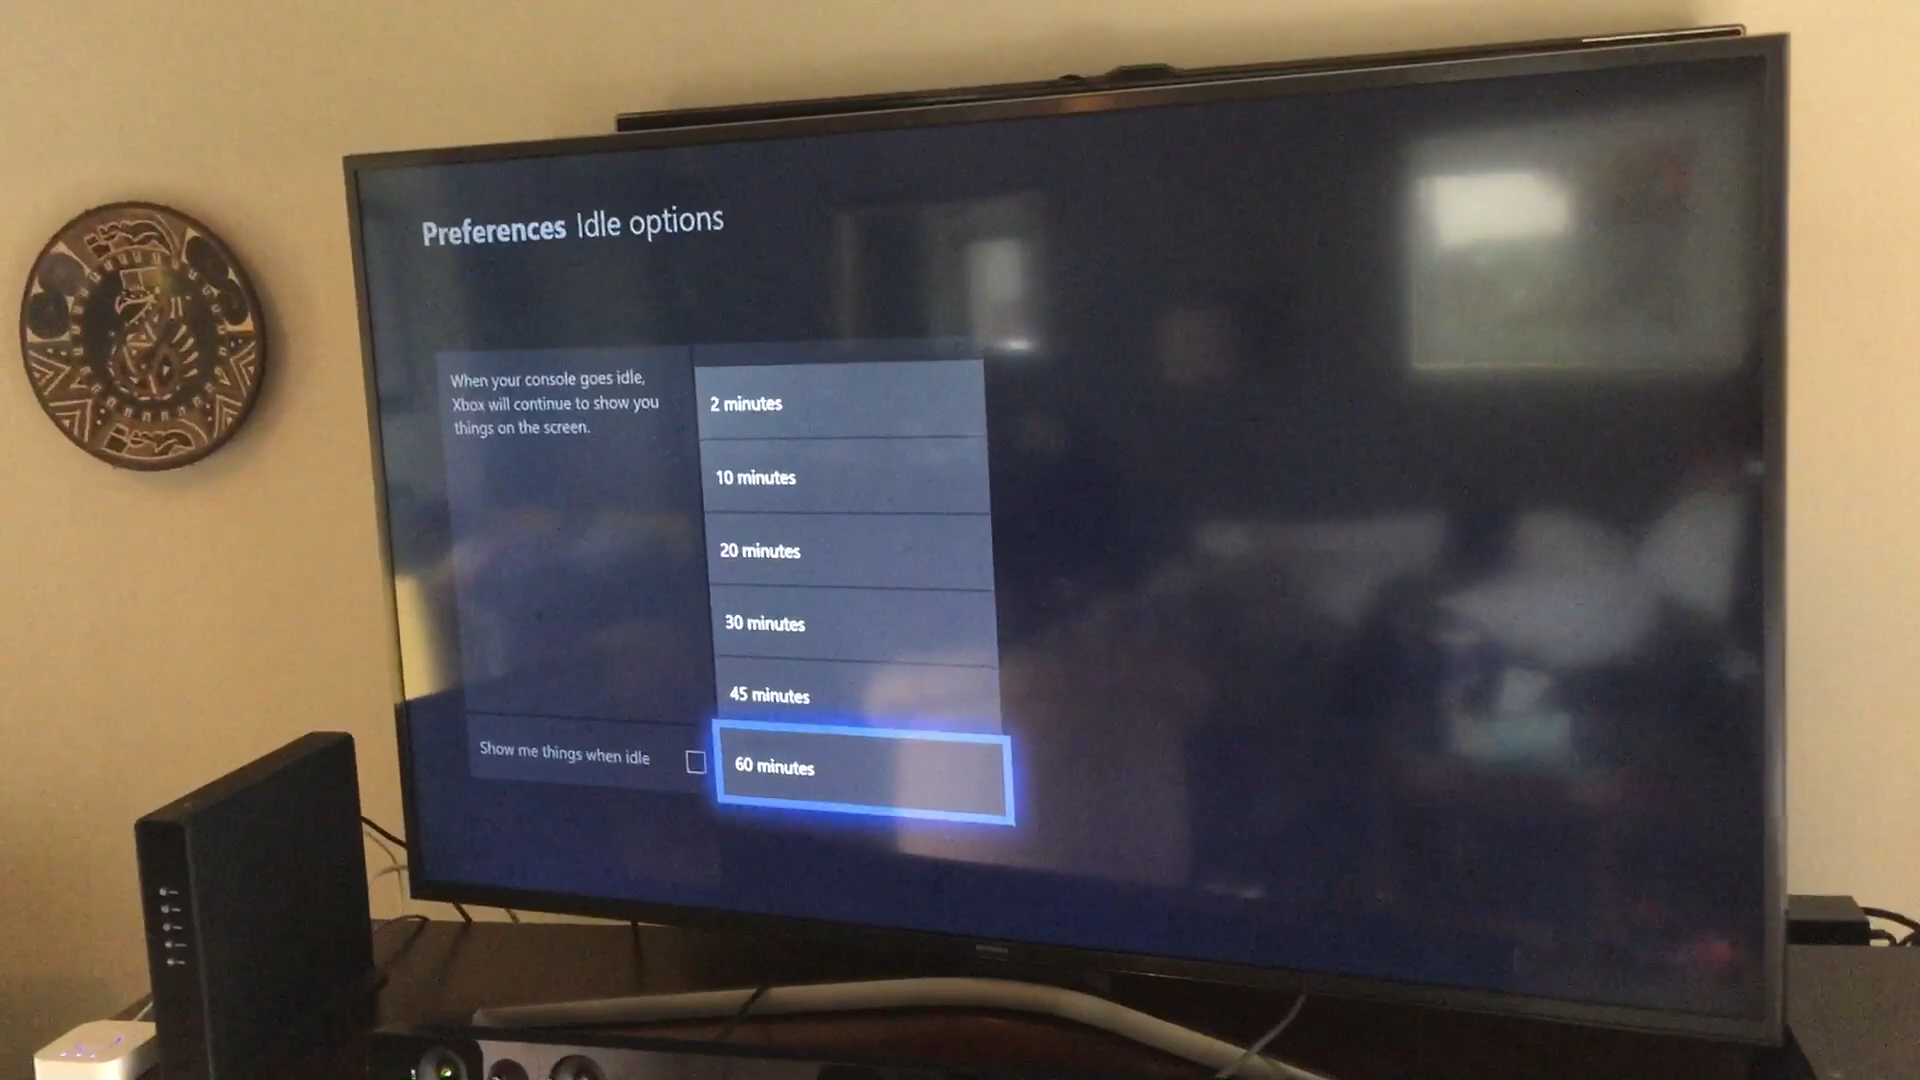 Preferences Idle options
When your console goes idle,
Xbox will continue to show you
things on the screen.
Show me things when idle
2 minutes
10 minutes
20 minutes
30 minutes
45 minutes
60 minutes